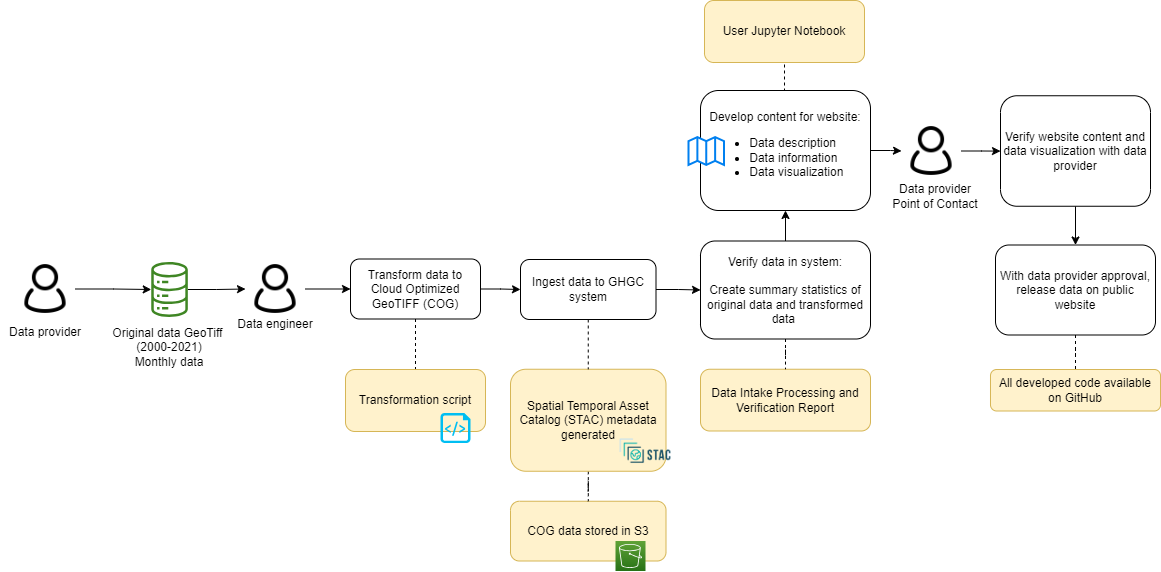 User Jupyter Notebook
Develop content for website:
Data description
Data information
Data visualization
Data provider
Point of Contact
Verify website content and
data visualization with data
provider
Data provider
Original data GeoTiff
(2000-2021)
Monthly data
Data engineer
Transform data to
Cloud Optimized
GeoTIFF (COG)
Ingest data to GHGC
system
Verify data in system:
Create summary statistics of
original data and transformed
data
With data provider approval,
release data on public
website
Transformation script
</>
Spatial Temporal Asset
Catalog (STAC) metadata
generated
STAC
Data Intake Processing and
Verification Report
All developed code available
on GitHub
COG data stored in S3